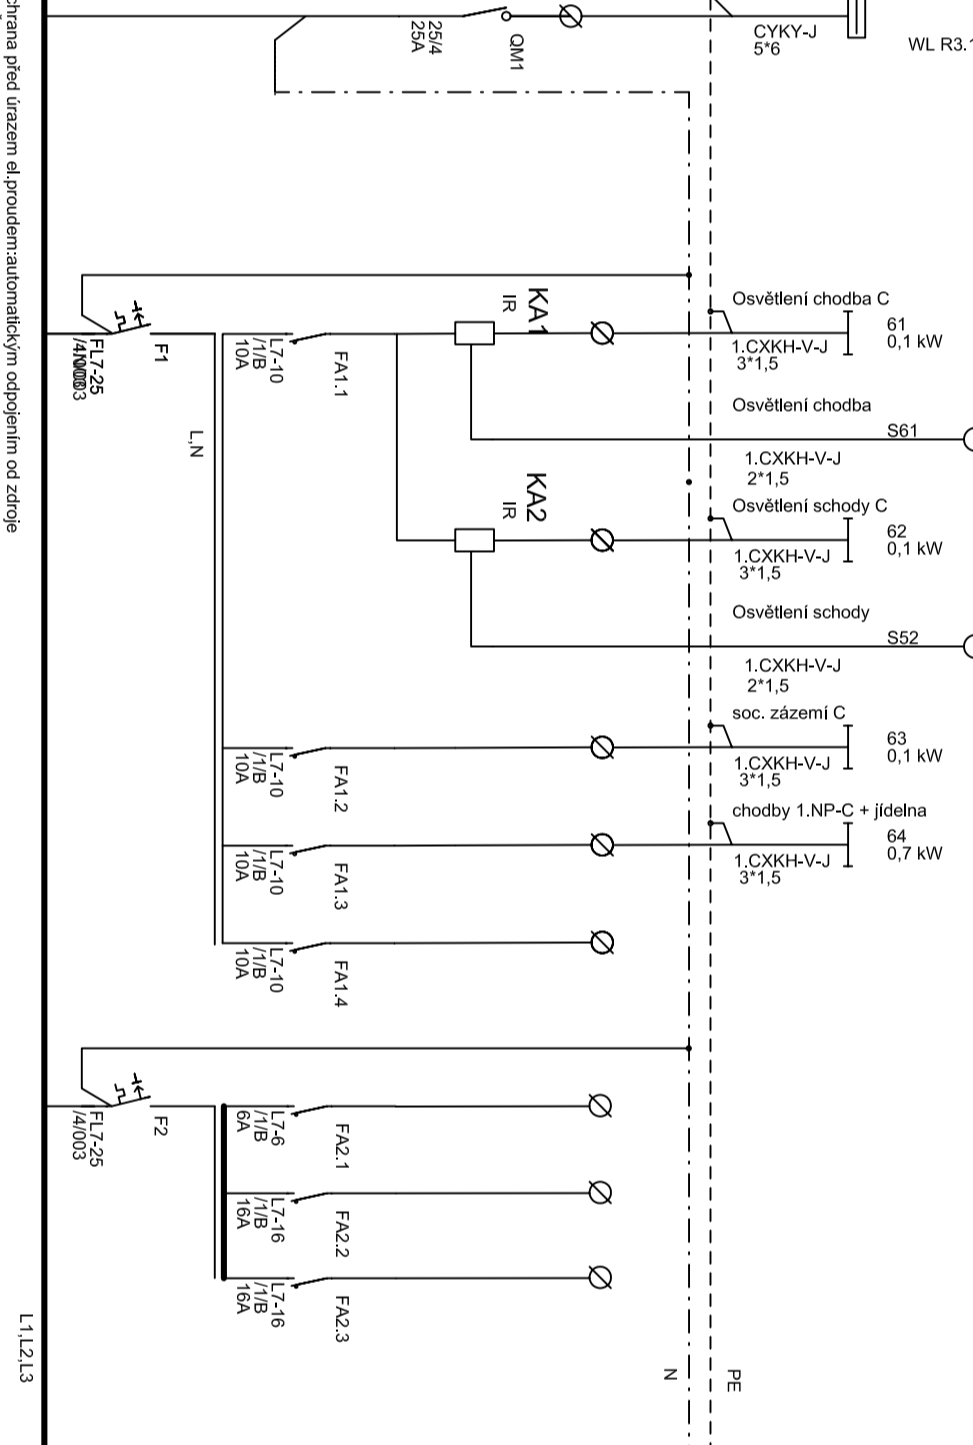 25/4
25A
QM1
CYKY-J
5*6
WL R3.1
chrana před úrazem el.proudem:automatickým odpojením od zdroje
Osvětlení chodba C
61
0,1 kW
1.CXKH-V-J
3*1,5
KA1
IR
F1
FL7-25
L7-10
/1/B
10A
FA1.1
Osvětlení chodba
S61
1.CXKH-V-J
2*1,5
L,N
KA2
IR
Osvětlení schody C
62
0,1 kW
1.CXKH-V-J
3*1,5
Osvětlení schody
S52
1.CXKH-V-J
2*1,5
soc. zázemí C
63
0,1 kW
1.CXKH-V-J
3*1,5
L7-10
/1/B
10A
FA1.2
chodby 1.NP-C + jídelna
64
0,7 kW
1.CXKH-V-J
3*1,5
L7-10
/1/B
10A
FA1.3
L7-10
/1/B
10A
FA1.4
F2
FL7-25
/4/003
L7-6
/1/B
6A
FA2.1
L7-16
/1/B
16A
FA2.2
L7-16
/1/B
16A
FA2.3
L1,L2,L3
N
PE